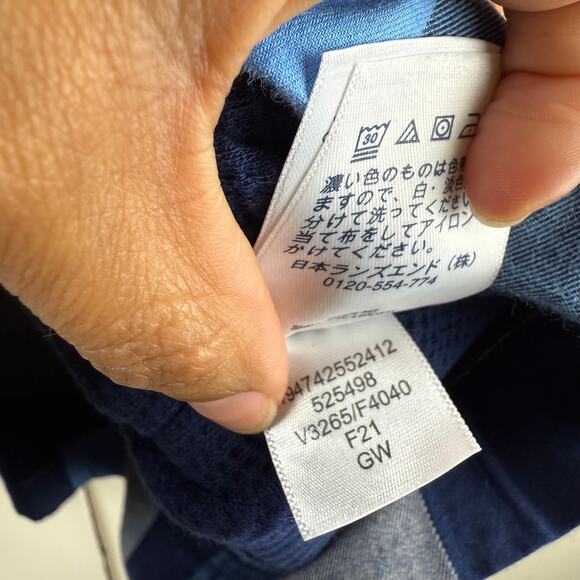 30
濃い色のものは色
ますので、白・淡色
分けて洗ってくださ
当て布をしてアイロン
かけてください。
日本ランズエンド(株)
0120-554-774
94742552412
525498
V3265/F4040
F21
GW